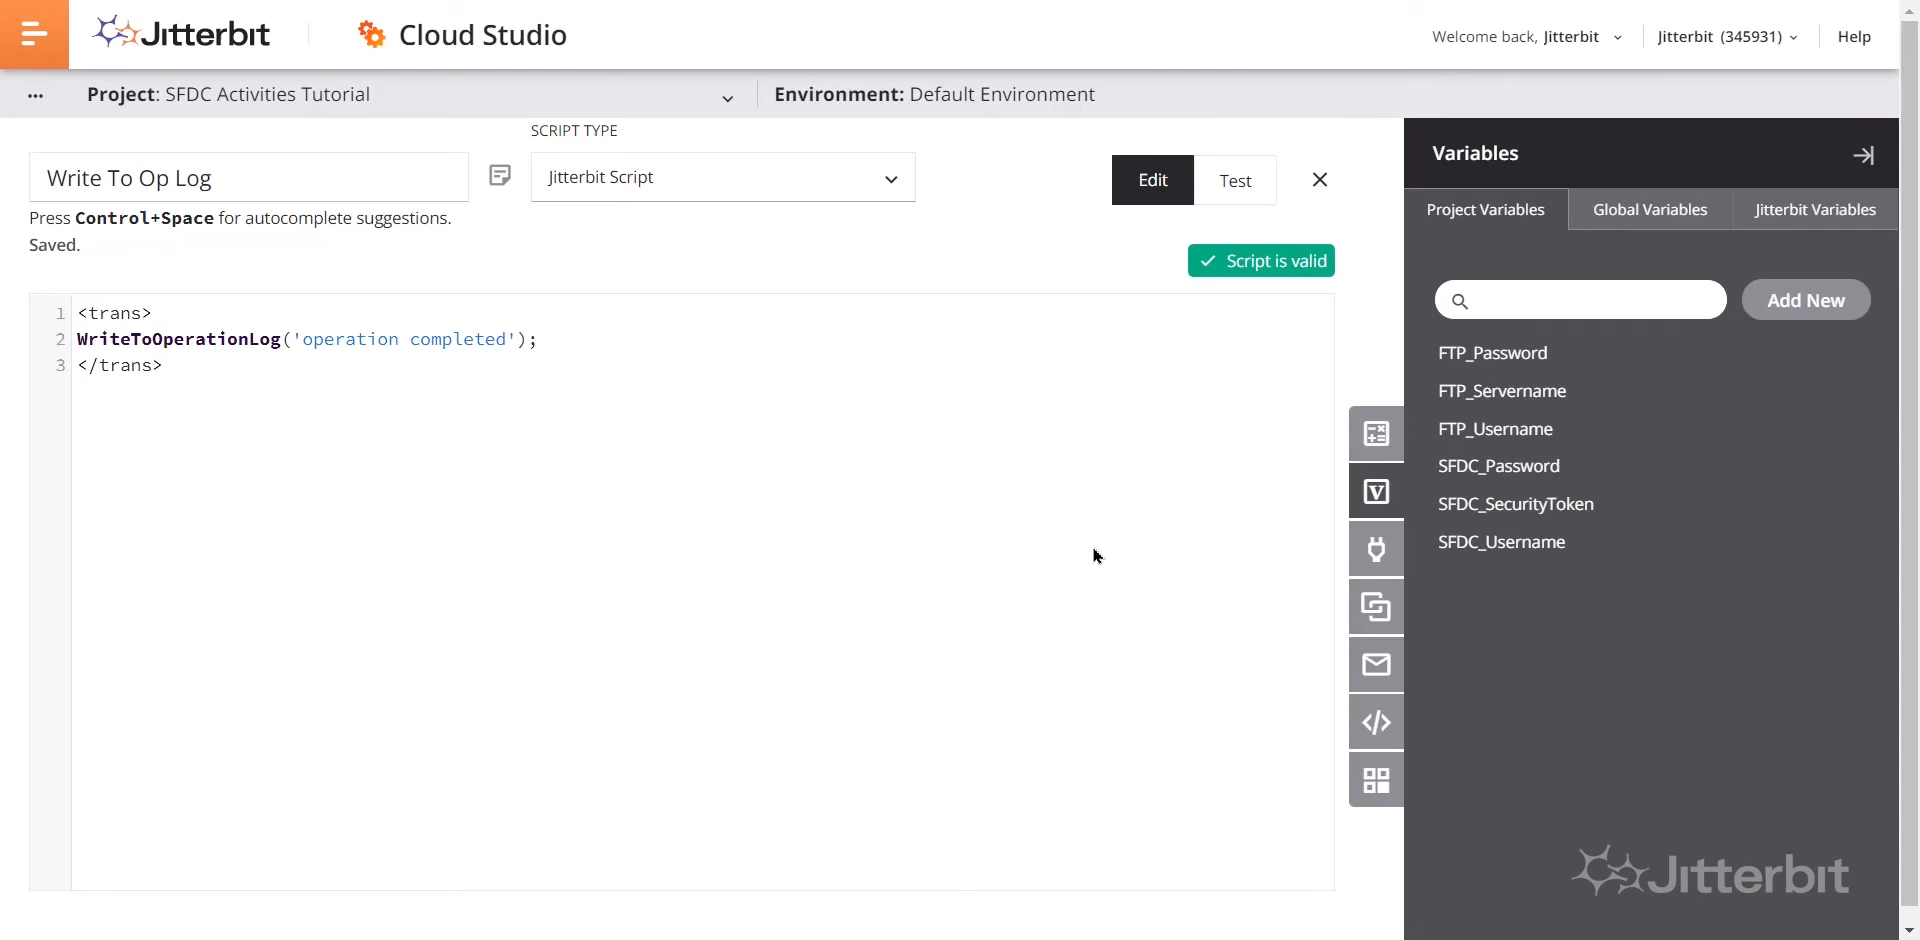 Jitterbit
Cloud Studio
Welcome back, Jitterbit
Jitterbit (345931)
Help
Project: SFDC Activities Tutorial
Environment: Default Environment
SCRIPT TYPE
Write To Op Log
Jitterbit Script
Edit
Test
Press Control+Space for autocomplete suggestions.
Saved.
Script is valid
1 <trans>
2 WriteToOperationLog('operation completed');
3 </trans>
Variables
Project Variables
Global Variables
Jitterbit Variables
Add New
FTP_Password
FTP_Servername
FTP_Username
SFDC_Password
SFDC_SecurityToken
SFDC_Username
Jitterbit